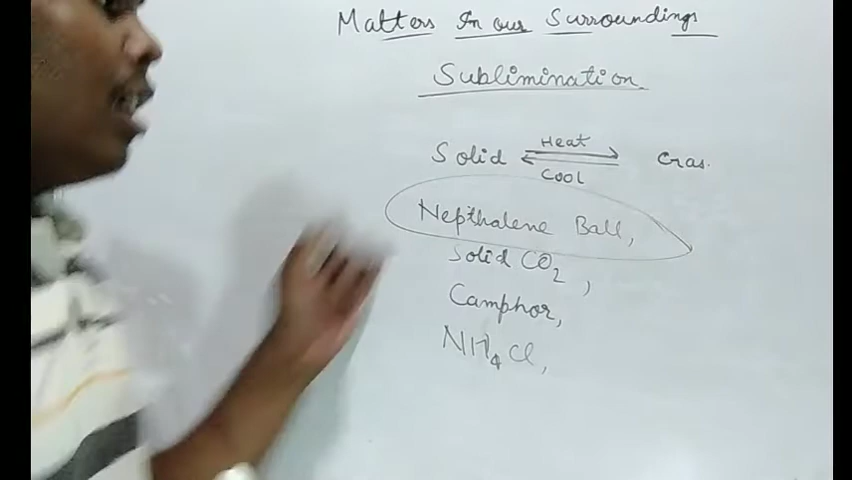 Matters In our Surroundings
Sublimination
Solid Heat Gas.
Cool
Nepthalene Ball,
Solid CO₂,
Camphor,
NH₄Cl,